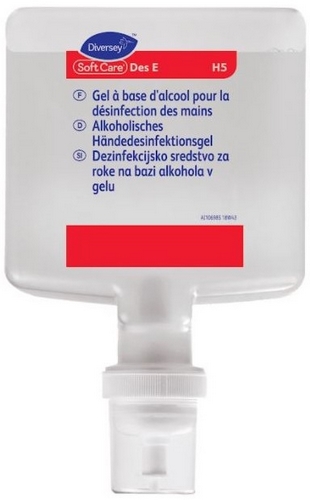 Diversey™
Soft Care Des E H5
F Gel à base d'alcool pour la
désinfection des mains
D Alkoholisches
Händedesinfektionsgel
SI Dezinfekcijsko sredstvo za
roke na bazi alkohola v
gelu